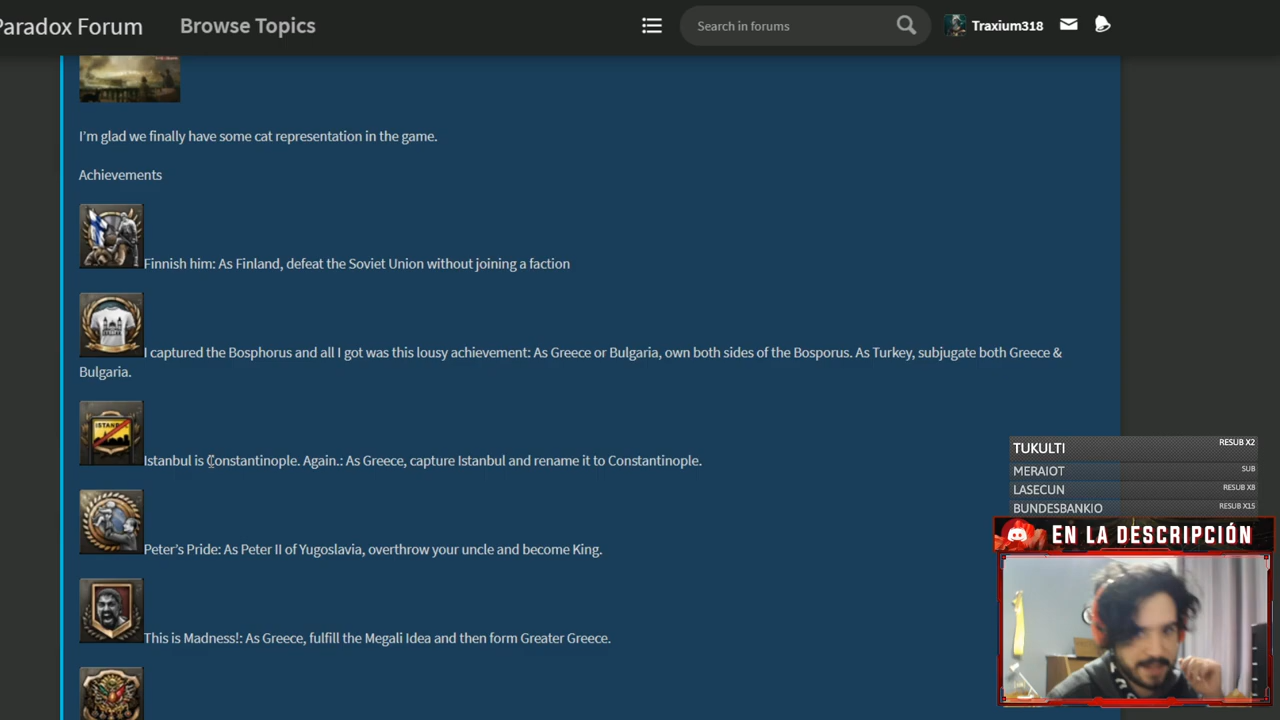 Paradox Forum
Browse Topics
Search in forums
Traxium318
I'm glad we finally have some cat representation in the game.
Achievements
Finnish him: As Finland, defeat the Soviet Union without joining a faction
I captured the Bosphorus and all I got was this lousy achievement: As Greece or Bulgaria, own both sides of the Bosporus. As Turkey, subjugate both Greece &
Bulgaria.
ISTANBUL
Istanbul is Constantinople. Again.: As Greece, capture Istanbul and rename it to Constantinople.
Peter's Pride: As Peter II of Yugoslavia, overthrow your uncle and become King.
This is Madness!: As Greece, fulfill the Megali Idea and then form Greater Greece.
TUKULTI RESUB X2
MERAIOT SUB
LASECUN RESUB X8
BUNDESBANKIO RESUB X15
EN LA DESCRIPCIÓN